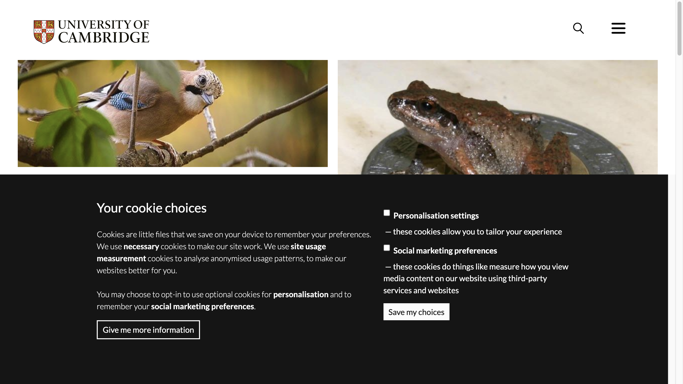 UNIVERSITY OF
CAMBRIDGE
Your cookie choices
Cookies are little files that we save on your device to remember your preferences.
We use necessary cookies to make our site work. We use site usage
measurement cookies to analyse anonymised usage patterns, to make our
websites better for you.
You may choose to opt-in to use optional cookies for personalisation and to
remember your social marketing preferences.
Give me more information
Personalisation settings
— these cookies allow you to tailor your experience
Social marketing preferences
— these cookies do things like measure how you view
media content on our website using third-party
services and websites
Save my choices